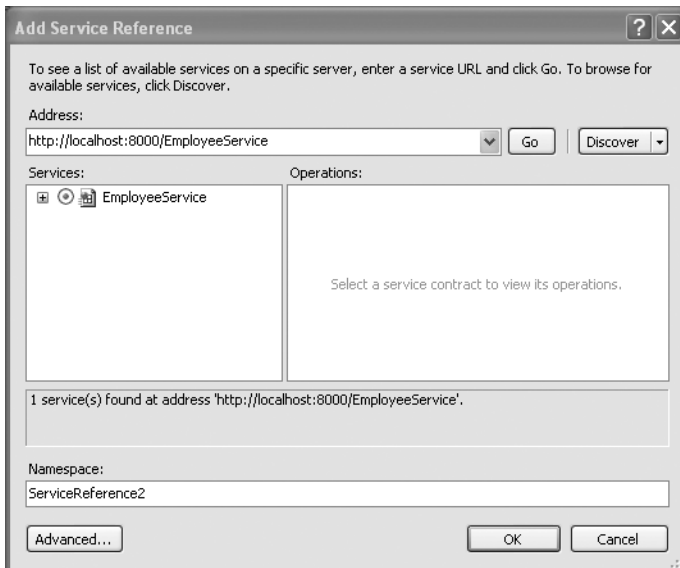 Add Service Reference
To see a list of available services on a specific server, enter a service URL and click Go. To browse for
available services, click Discover.
Address:
http://localhost:8000/EmployeeService
Go
Discover
Services:
Operations:
EmployeeService
Select a service contract to view its operations.
1 service(s) found at address 'http://localhost:8000/EmployeeService'.
Namespace:
ServiceReference2
Advanced...
OK
Cancel